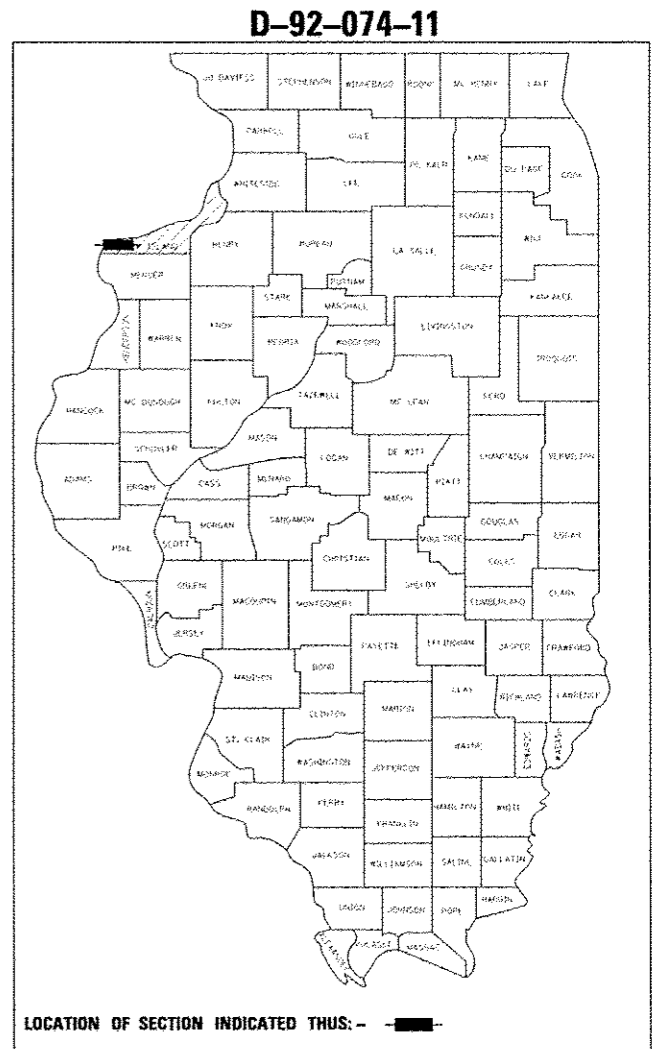 D-92-074-11
JO DAVIESS STEPHENSON WINNEBAGO BOONE MC HENRY LAKE
CARROLL OGLE
DE KALB KANE DU PAGE COOK
WHITESIDE LEE
KENDALL WILL
ISLAND HENRY BUREAU LA SALLE
MERCER GRUNDY
PUTNAM
STARK KANKAKEE
MARSHALL
HENDERSON WARREN KNOX LIVINGSTON
PEORIA WOODFORD IROQUOIS
HANCOCK MC DONOUGH FULTON TAZEWELL MC LEAN FORD
MASON
SCHUYLER LOGAN DE WITT CHAMPAIGN VERMILION
ADAMS BROWN CASS MENARD PIATT
MACON
MORGAN SANGAMON DOUGLAS
PIKE SCOTT MOULTRIE EDGAR
CHRISTIAN COLES
GREENE SHELBY
CALHOUN MACOUPIN MONTGOMERY CUMBERLAND CLARK
JERSEY
FAYETTE EFFINGHAM JASPER CRAWFORD
MADISON BOND
CLAY RICHLAND LAWRENCE
CLINTON MARION
ST. CLAIR WAYNE EDWARDS WABASH
WASHINGTON
MONROE JEFFERSON
RANDOLPH PERRY HAMILTON WHITE
FRANKLIN
JACKSON WILLIAMSON SALINE GALLATIN
UNION JOHNSON POPE HARDIN
ALEXANDER PULASKI MASSAC
LOCATION OF SECTION INDICATED THUS: -